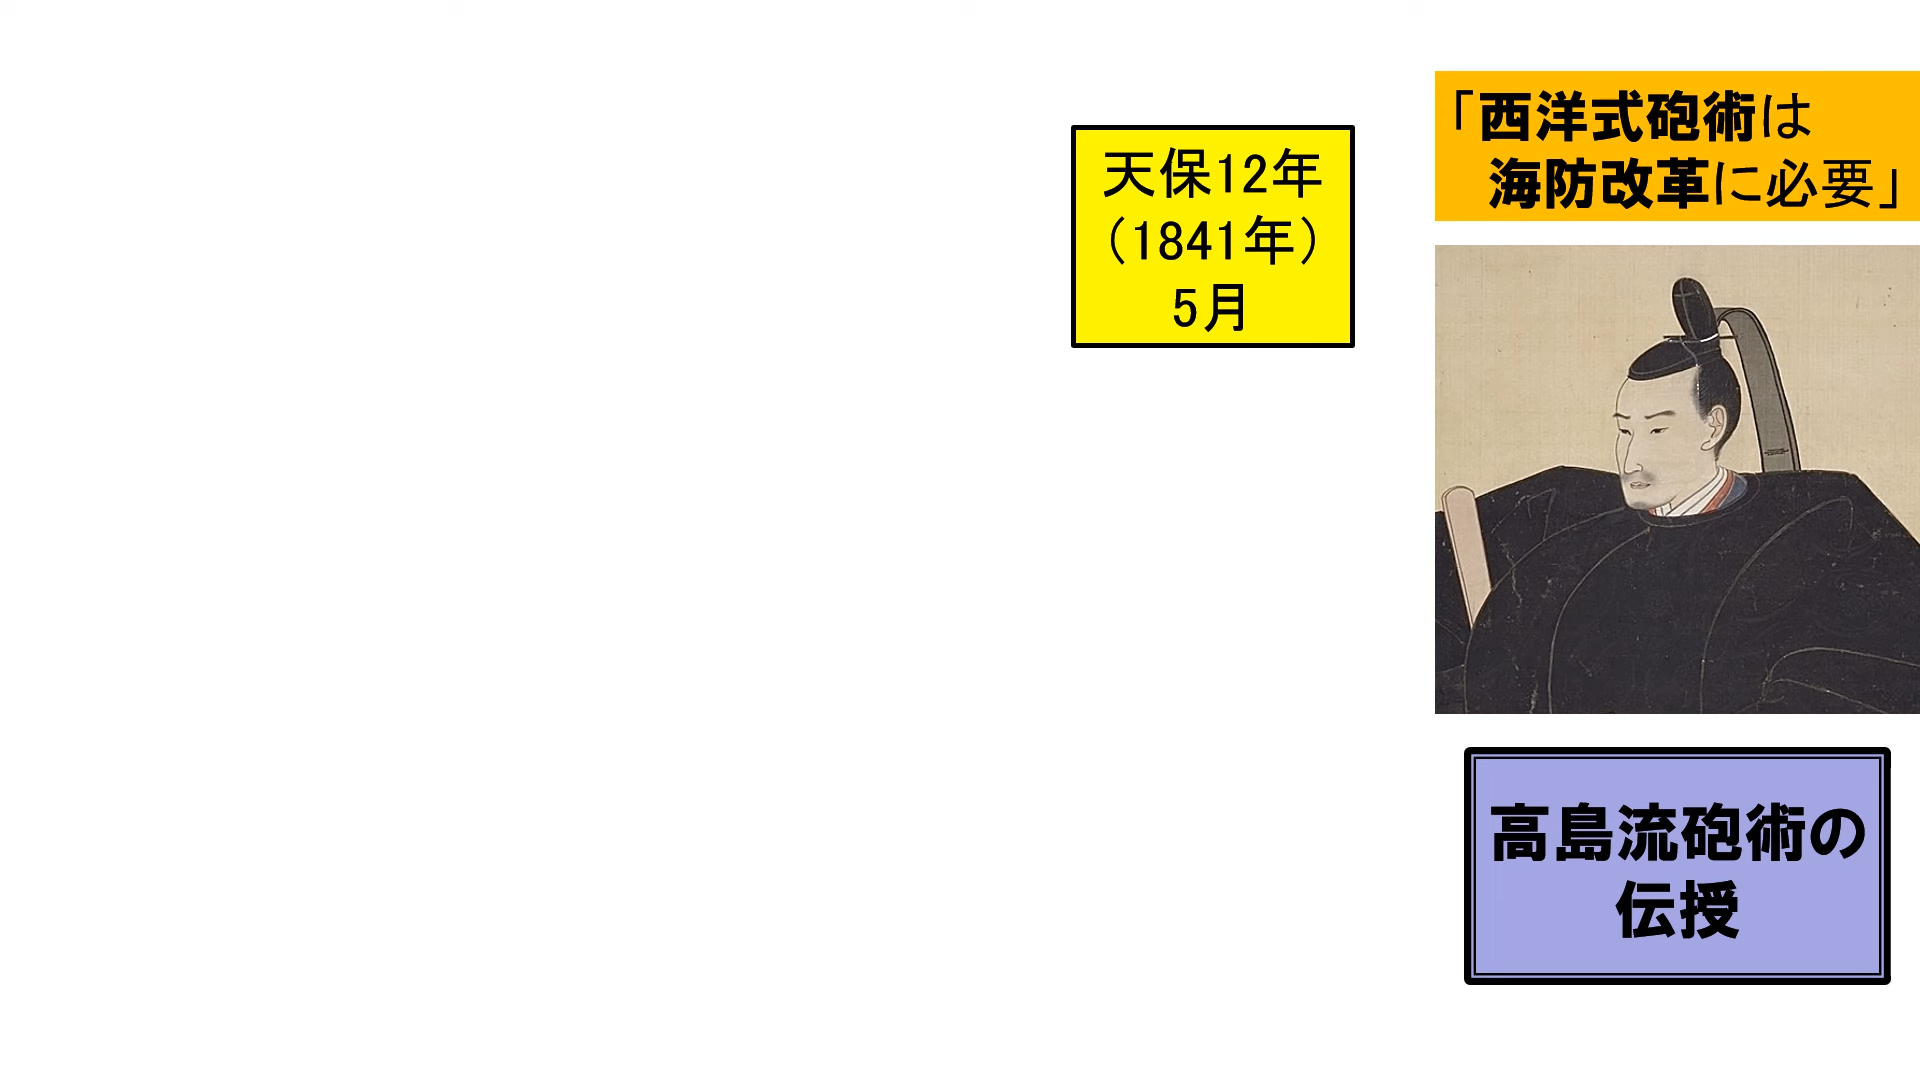 「西洋式砲術は
海防改革に必要」
天保12年
（1841年）
5月
高島流砲術の
伝授